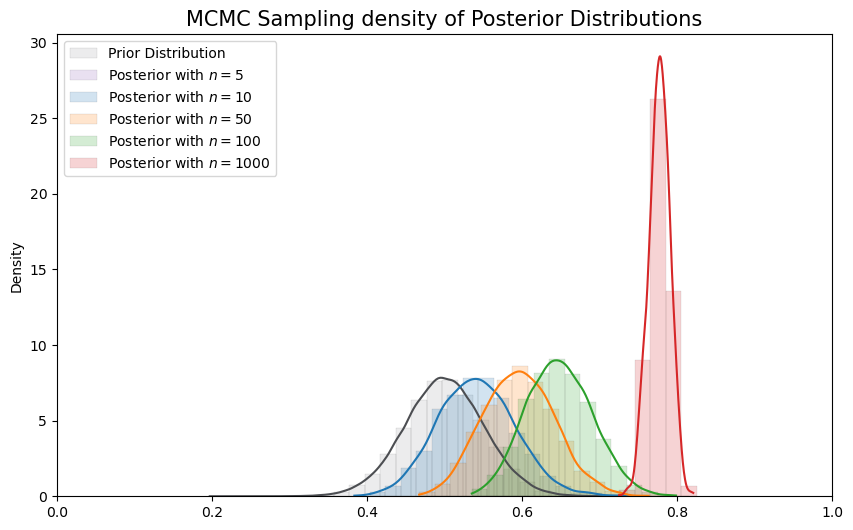 MCMC Sampling density of Posterior Distributions
30
25
20
15
10
5
0
Density
Prior Distribution
Posterior with n = 5
Posterior with n = 10
Posterior with n = 50
Posterior with n = 100
Posterior with n = 1000
0.0 0.2 0.4 0.6 0.8 1.0